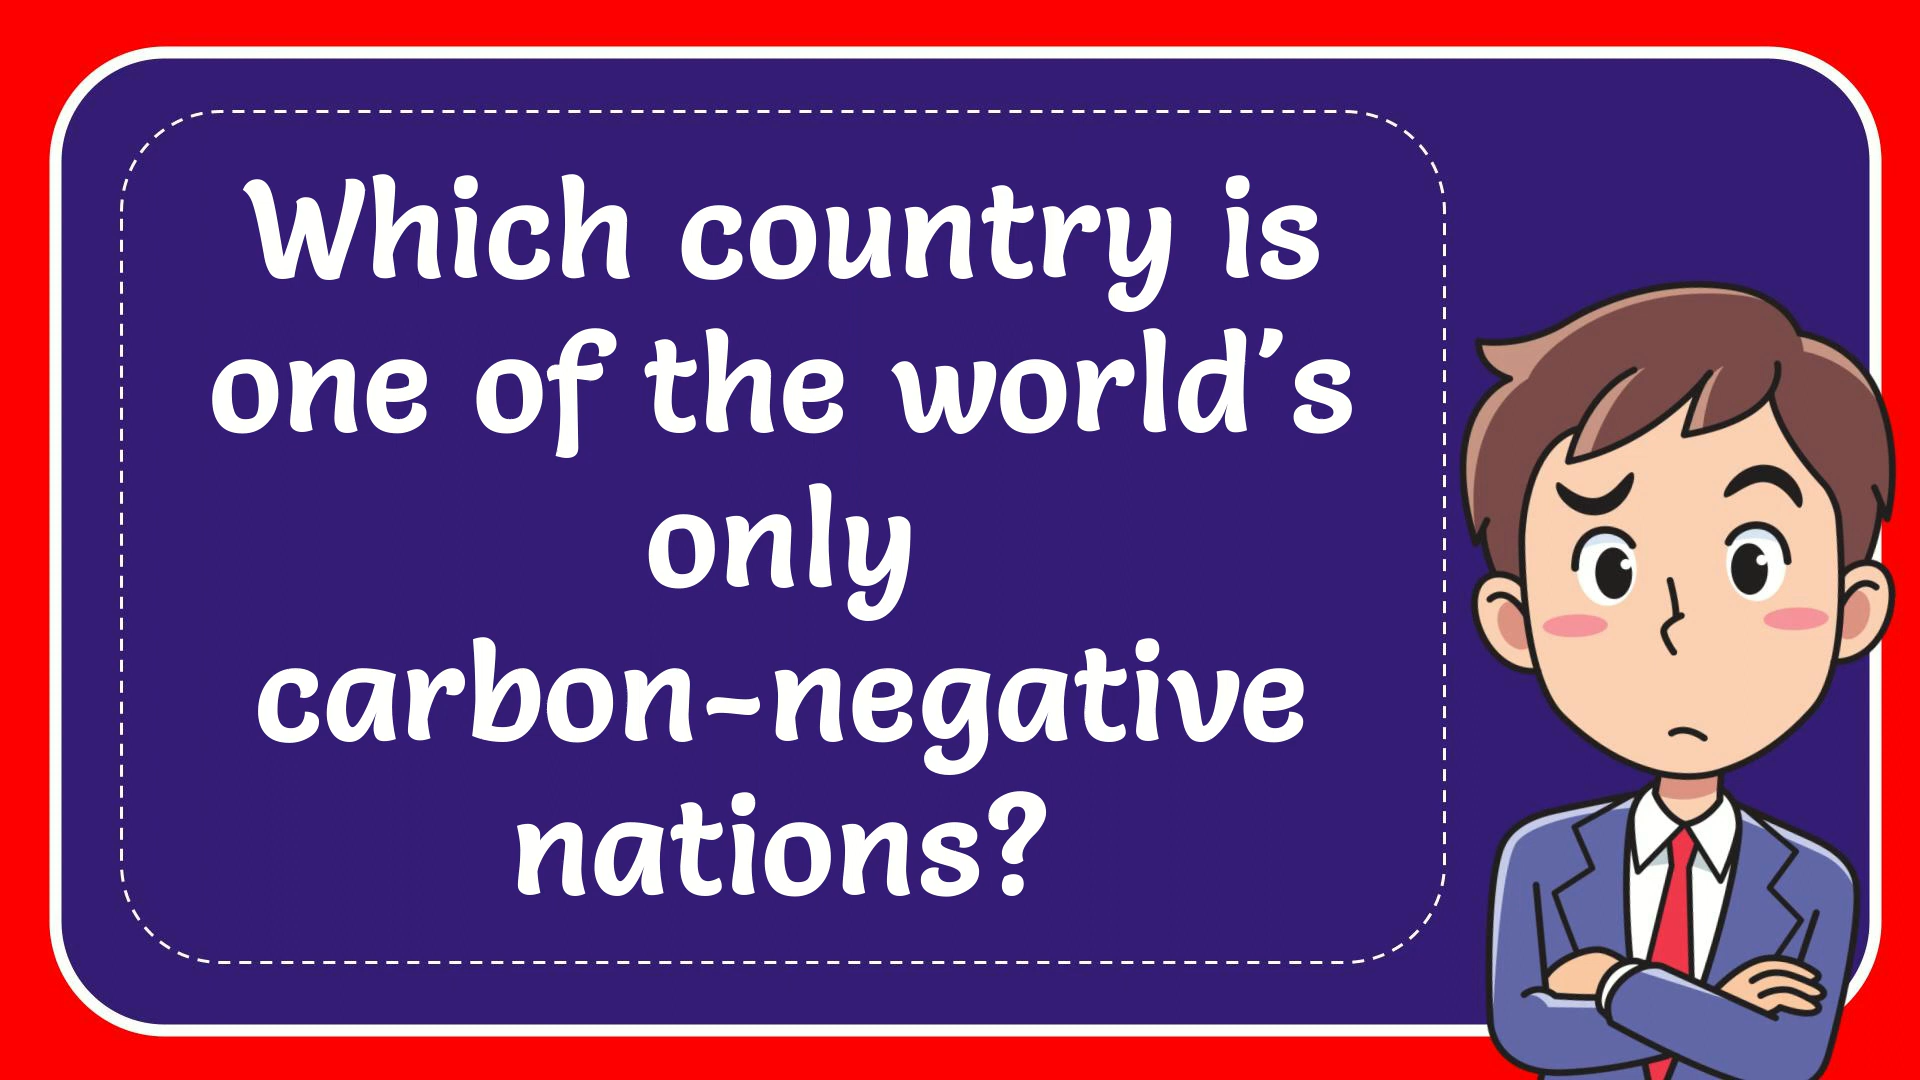 Which country is
one of the world's
only
carbon-negative
nations?